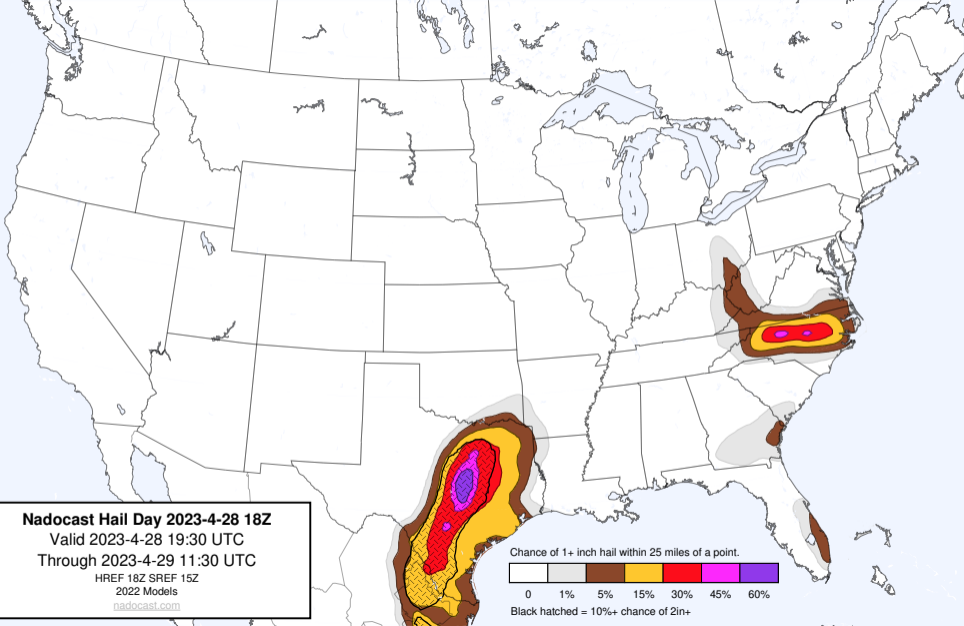 Nadocast Hail Day 2023-4-28 18Z
Valid 2023-4-28 19:30 UTC
Through 2023-4-29 11:30 UTC
HREF 18Z SREF 15Z
2022 Models
nadocast.com
Chance of 1+ inch hail within 25 miles of a point.
0 1% 5% 15% 30% 45% 60%
Black hatched = 10%+ chance of 2in+